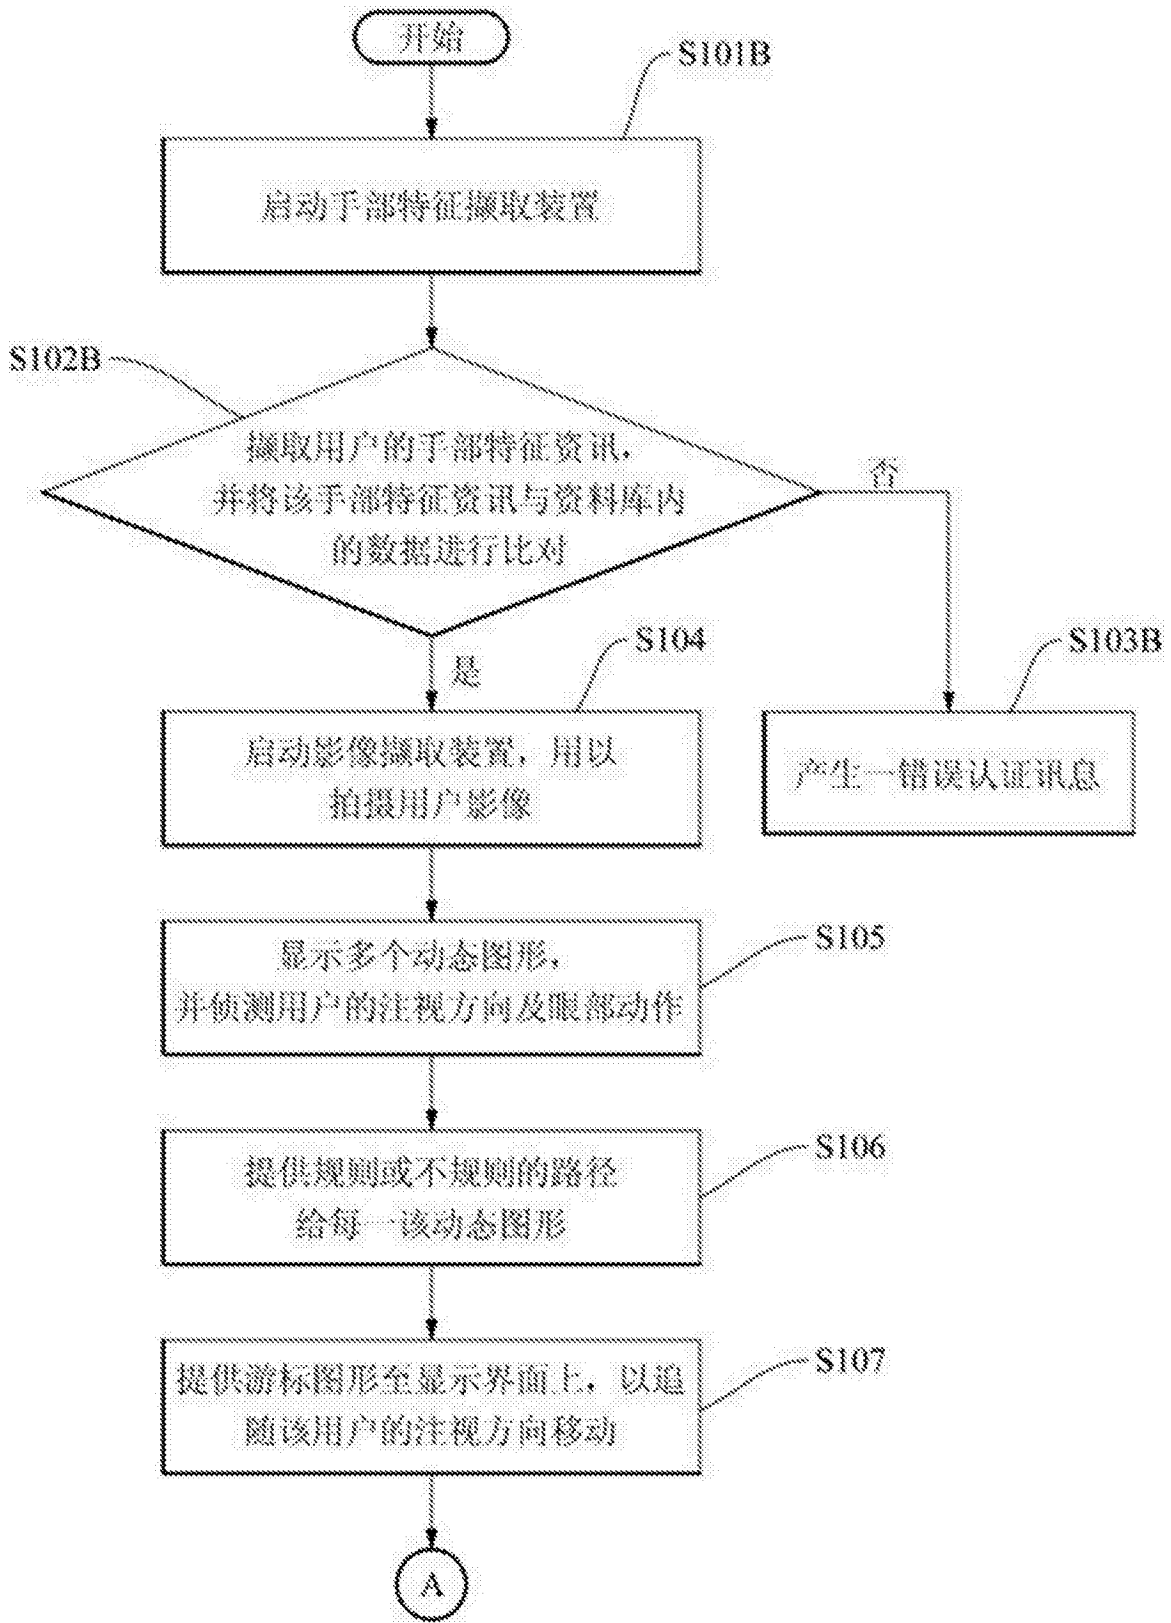 开始
S101B
启动手部特征撷取装置
S102B
撷取用户的手部特征资讯，
并将该手部特征资讯与资料库内
的数据进行比对
否
是
S104
S103B
启动影像撷取装置，用以
拍摄用户影像
产生一错误认证讯息
S105
显示多个动态图形，
并侦测用户的注视方向及眼部动作
S106
提供规则或不规则的路径
给每一该动态图形
S107
提供游标图形至显示界面上，以追
随该用户的注视方向移动
A